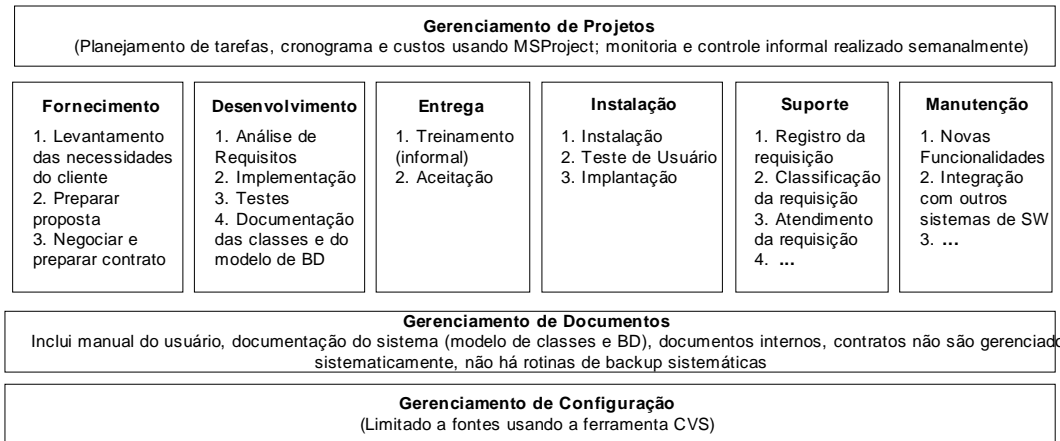 Gerenciamento de Projetos
(Planejamento de tarefas, cronograma e custos usando MSProject; monitoria e controle informal realizado semanalmente)
Fornecimento
1. Levantamento
das necessidades
do cliente
2. Preparar
proposta
3. Negociar e
preparar contrato
Desenvolvimento
1. Análise de
Requisitos
2. Implementação
3. Testes
4. Documentação
das classes e do
modelo de BD
Entrega
1. Treinamento
(informal)
2. Aceitação
Instalação
1. Instalação
2. Teste de Usuário
3. Implantação
Suporte
1. Registro da
requisição
2. Classificação
da requisição
3. Atendimento
da requisição
4. ...
Manutenção
1. Novas
Funcionalidades
2. Integração
com outros
sistemas de SW
3. ...
Gerenciamento de Documentos
Inclui manual do usuário, documentação do sistema (modelo de classes e BD), documentos internos, contratos não são gerenciado
sistematicamente, não há rotinas de backup sistemáticas
Gerenciamento de Configuração
(Limitado a fontes usando a ferramenta CVS)